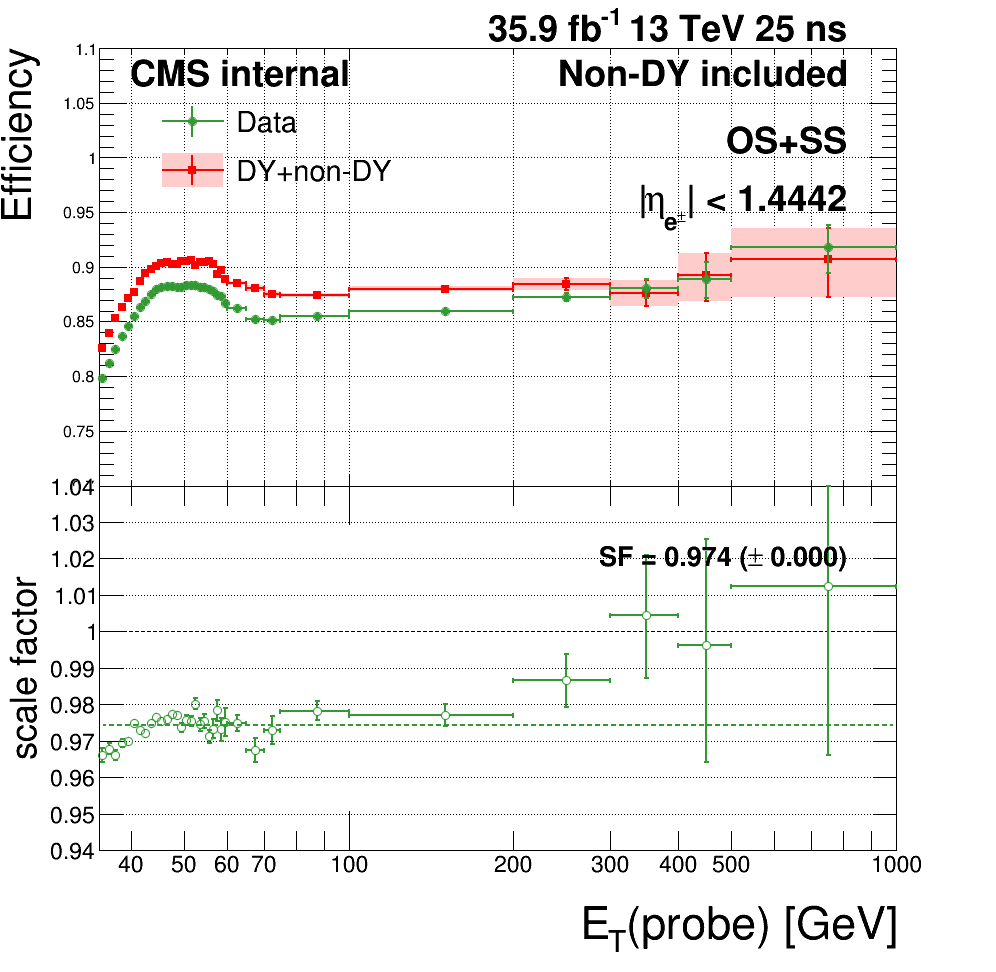 35.9 fb⁻¹ 13 TeV 25 ns
CMS internal
Non-DY included
Data
DY+non-DY
OS+SS
|ηe±| < 1.4442
Efficiency
1.1
1.05
1
0.95
0.9
0.85
0.8
0.75
1.04
1.03
1.02
1.01
1
0.99
0.98
0.97
0.96
0.95
0.94
SF = 0.974 (± 0.000)
scale factor
40 50 60 70 100 200 300 400 500 1000
E_T(probe) [GeV]